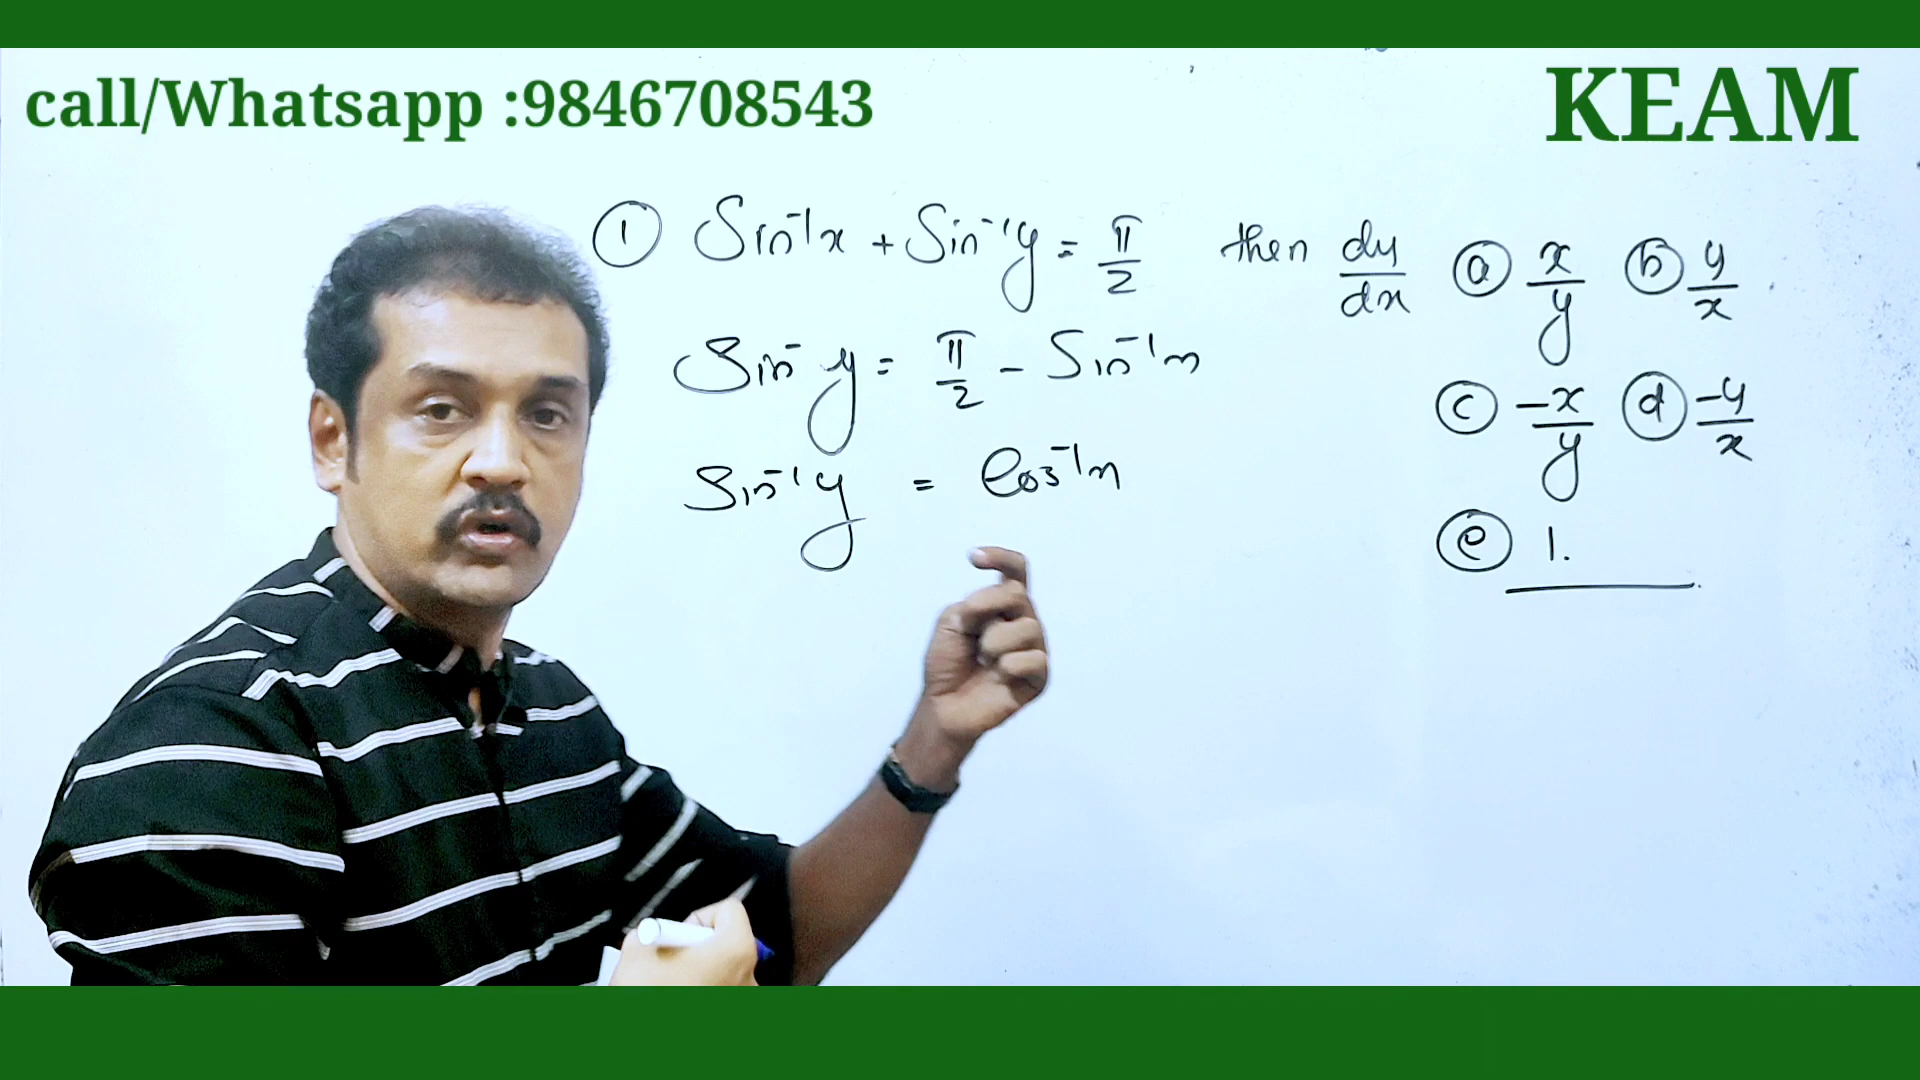 call/Whatsapp :9846708543
KEAM
① Sin⁻¹x + Sin⁻¹y = π/2 then dy/dx ⓐ x/y ⓑ y/x
Sin⁻ y = π/2 - Sin⁻¹x
ⓒ -x/y ⓓ -y/x
Sin⁻¹y = Cos⁻¹x
ⓔ 1.